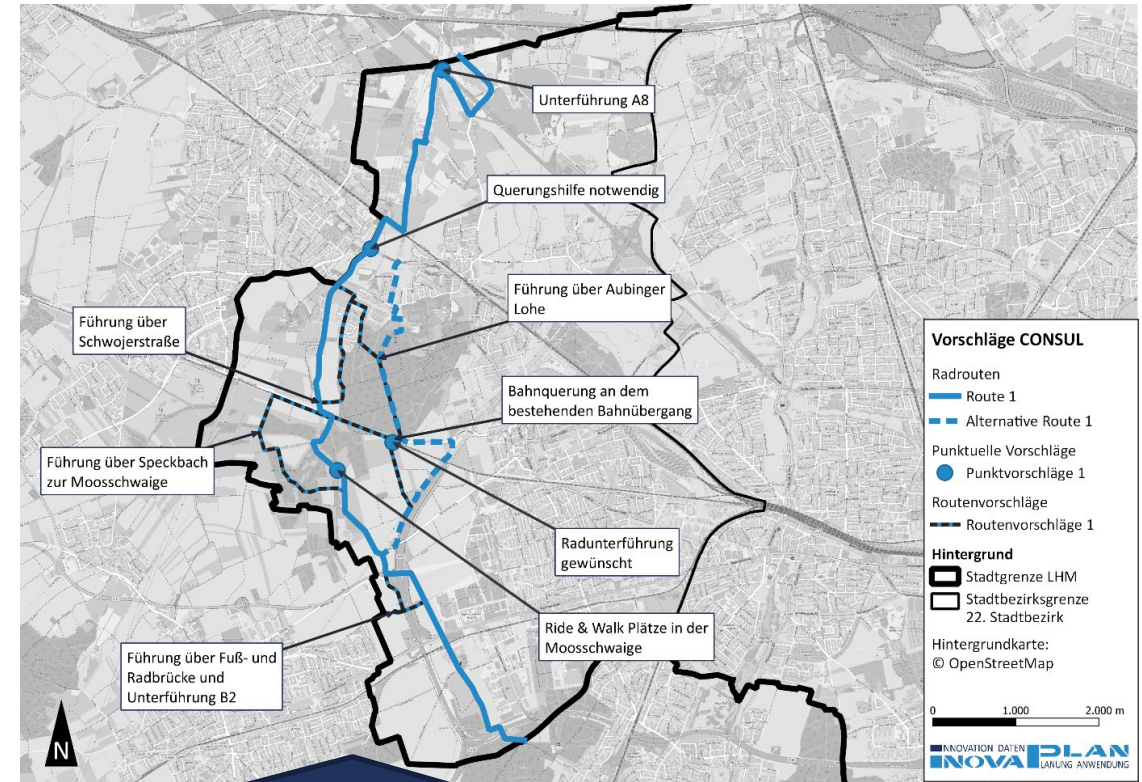 Unterführung A8
Querungshilfe notwendig
Führung über Aubinger
Lohe
Führung über
Schwojerstraße
Bahnquerung an dem
bestehenden Bahnübergang
Führung über Speckbach
zur Moosschwaige
Radunterführung
gewünscht
Ride & Walk Plätze in der
Moosschwaige
Führung über Fuß- und
Radbrücke und
Unterführung B2
N
Vorschläge CONSUL
Radrouten
Route 1
Alternative Route 1
Punktuelle Vorschläge
Punktvorschläge 1
Routenvorschläge
Routenvorschläge 1
Hintergrund
Stadtgrenze LHM
Stadtbezirksgrenze
22. Stadtbezirk
Hintergrundkarte:
© OpenStreetMap
0 1.000 2.000 m
INNOVATION DATEN PLAN
INOVA LANUNG ANWENDUNG